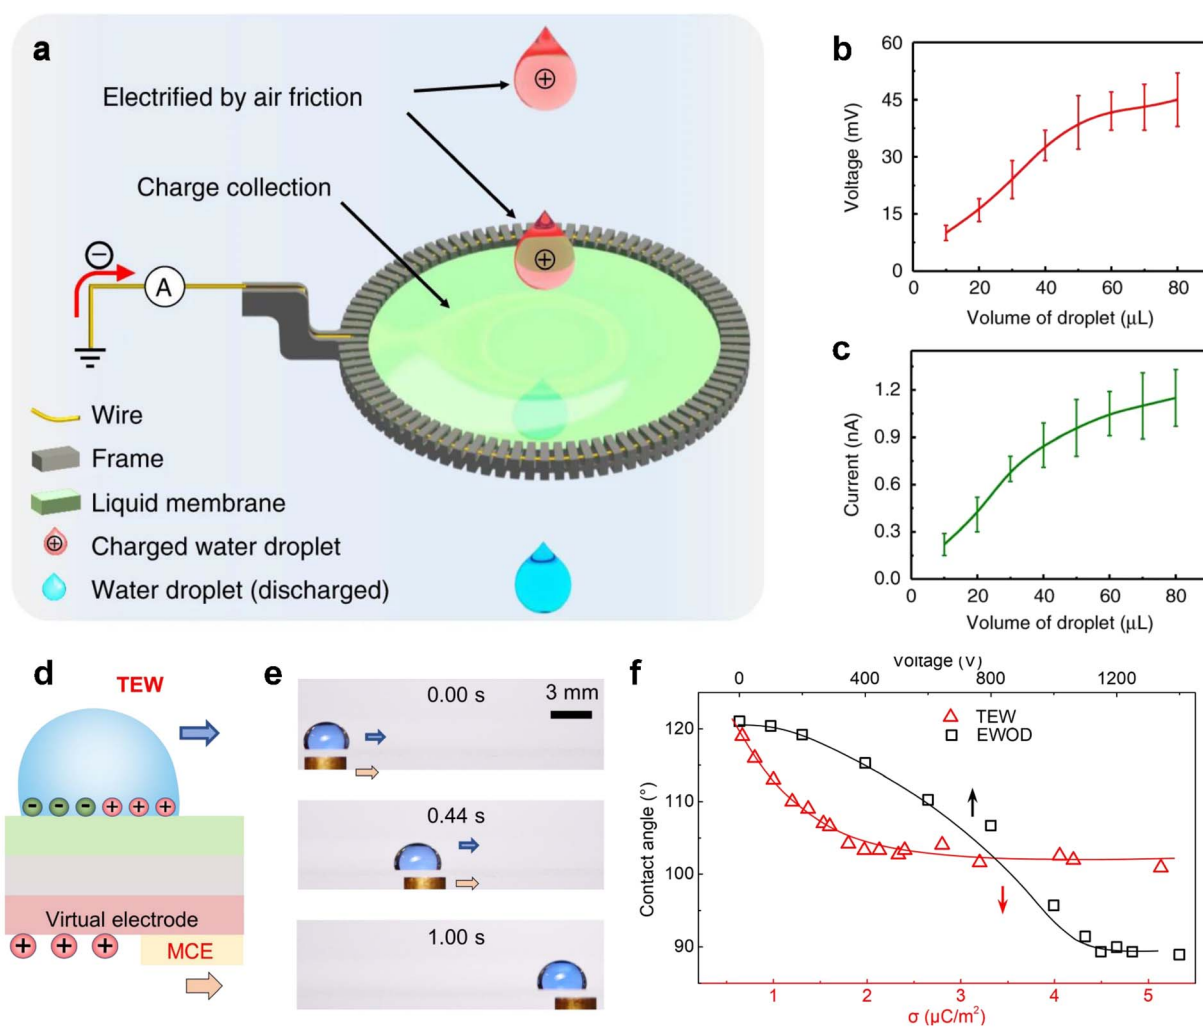 a
Electrified by air friction
Charge collection
A
Wire
Frame
Liquid membrane
Charged water droplet
Water droplet (discharged)
b
60
45
30
15
0
Voltage (mV)
0
20
40
60
80
Volume of droplet (μL)
c
1.2
0.9
0.6
0.3
0.0
Current (nA)
0
20
40
60
80
Volume of droplet (μL)
d
TEW
Virtual electrode
MCE
e
0.00 s
3 mm
0.44 s
1.00 s
f
Voltage (V)
0
400
800
1200
TEW
EWOD
120
110
100
90
Contact angle (°)
1
2
3
4
5
σ (μC/m²)